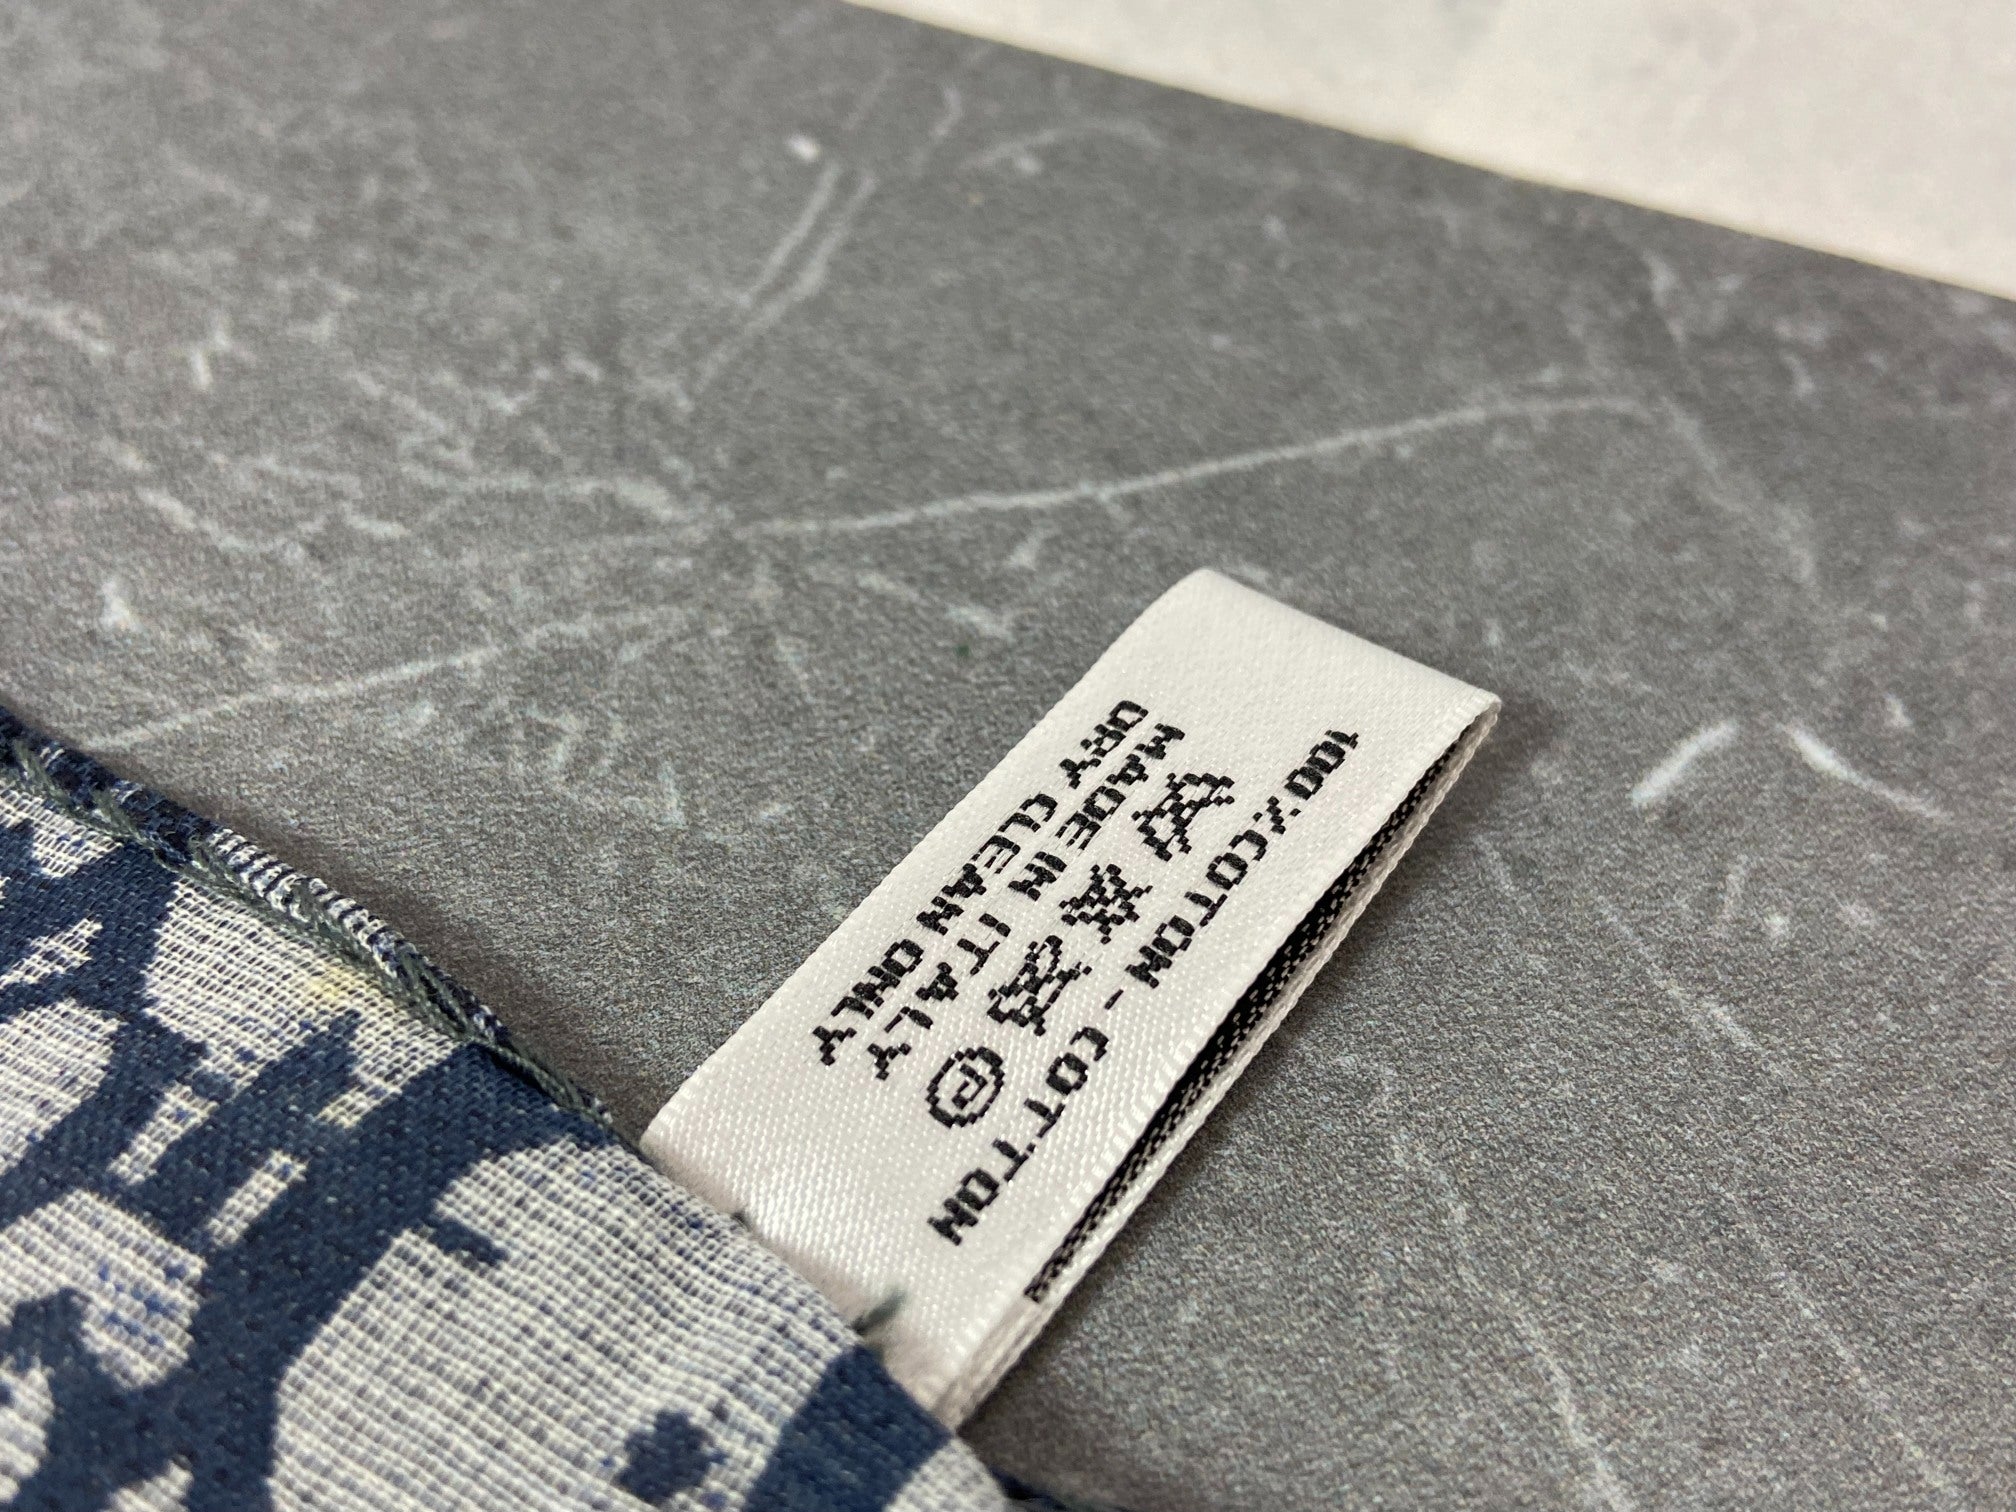 100%COTTON - COTTON
P
MADE IN ITALY
DRY CLEAN ONLY